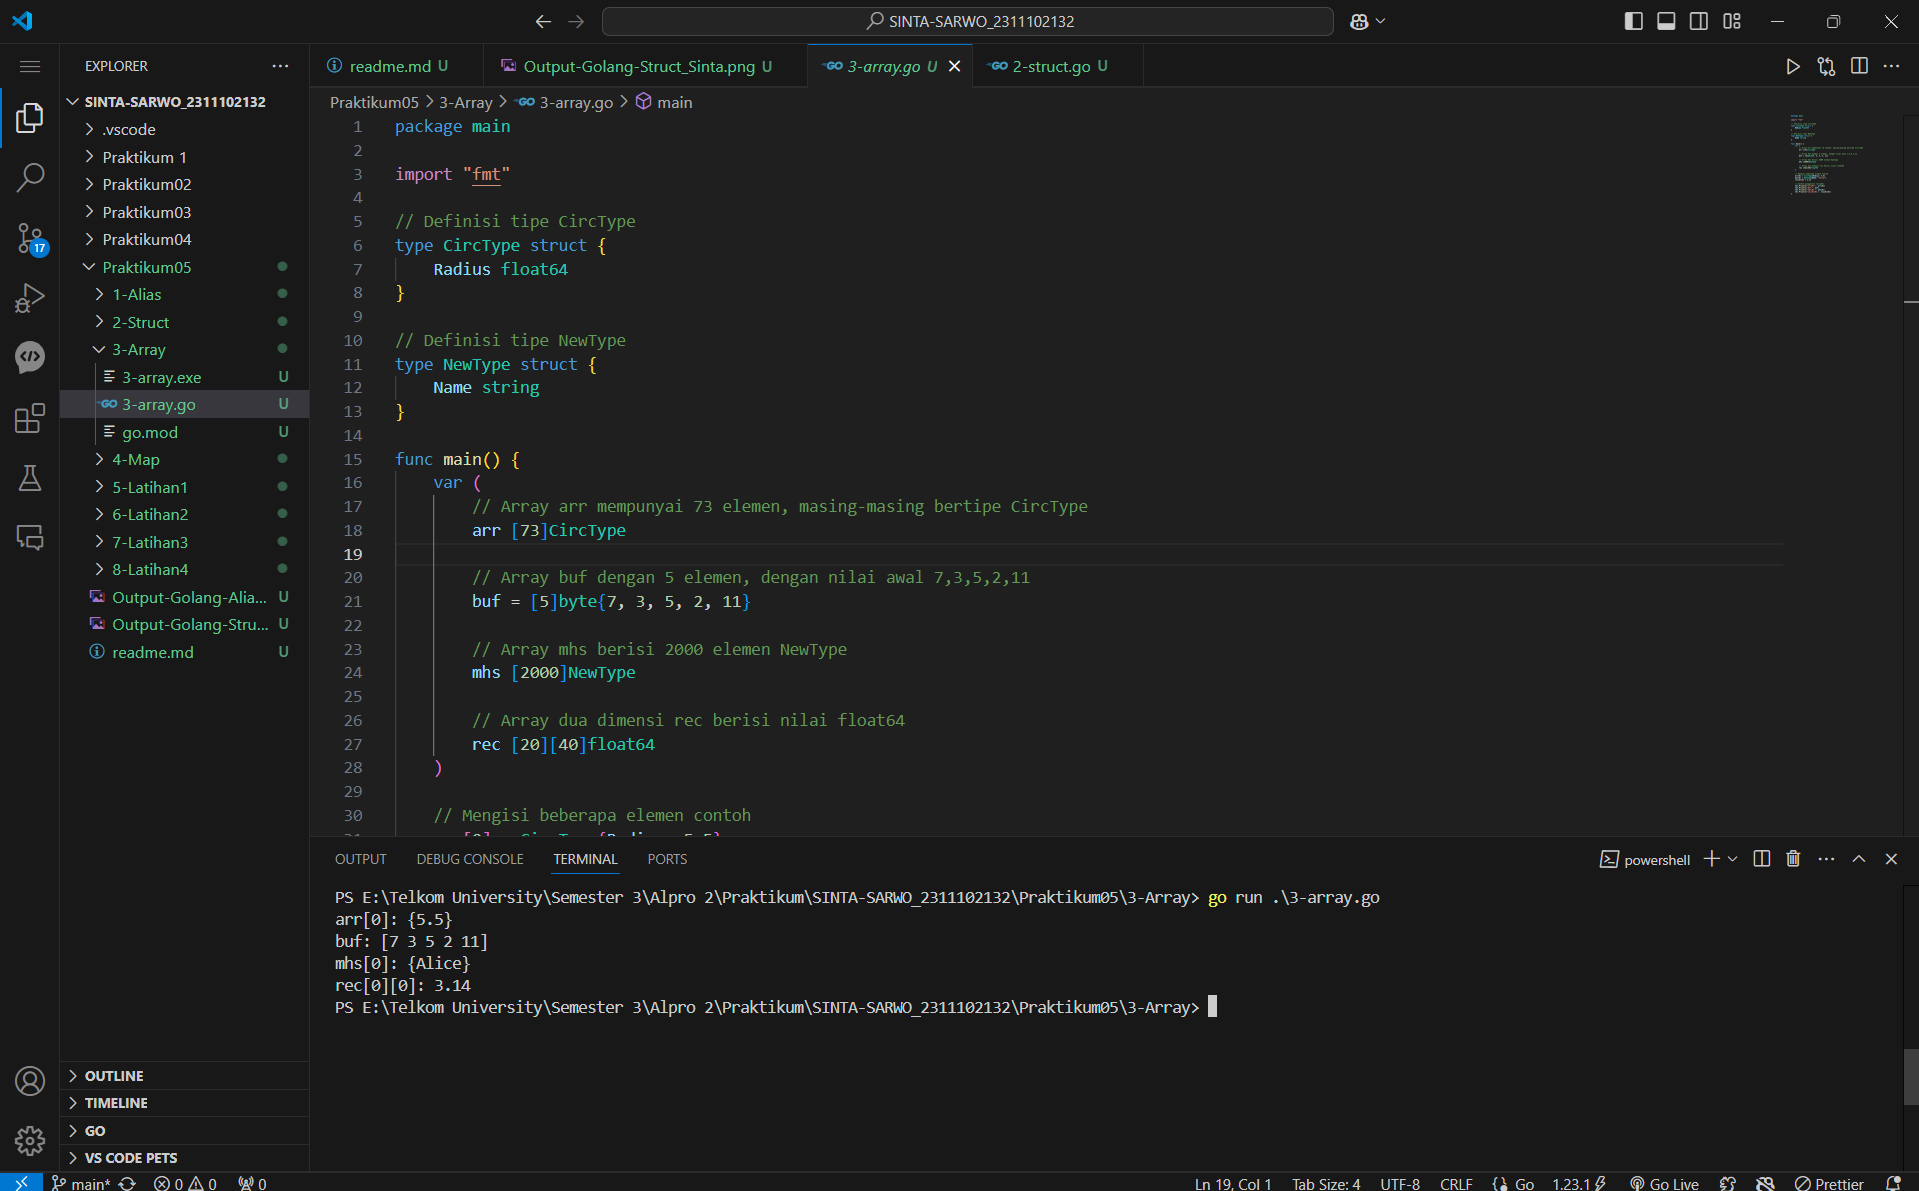 SINTA-SARWO_2311102132
EXPLORER
readme.md U
Output-Golang-Struct_Sinta.png U
3-array.go U
2-struct.go U
SINTA-SARWO_2311102132
.vscode
Praktikum 1
Praktikum02
Praktikum03
Praktikum04
Praktikum05
1-Alias
2-Struct
3-Array
3-array.exe U
3-array.go U
go.mod U
4-Map
5-Latihan1
6-Latihan2
7-Latihan3
8-Latihan4
Output-Golang-Alia... U
Output-Golang-Stru... U
readme.md U
17
OUTLINE
TIMELINE
GO
VS CODE PETS
Praktikum05 > 3-Array > 3-array.go > main
1 package main
2
3 import "fmt"
4
5 // Definisi tipe CircType
6 type CircType struct {
7 Radius float64
8 }
9
10 // Definisi tipe NewType
11 type NewType struct {
12 Name string
13 }
14
15 func main() {
16 var (
17 // Array arr mempunyai 73 elemen, masing-masing bertipe CircType
18 arr [73]CircType
19
20 // Array buf dengan 5 elemen, dengan nilai awal 7,3,5,2,11
21 buf = [5]byte{7, 3, 5, 2, 11}
22
23 // Array mhs berisi 2000 elemen NewType
24 mhs [2000]NewType
25
26 // Array dua dimensi rec berisi nilai float64
27 rec [20][40]float64
28 )
29
30 // Mengisi beberapa elemen contoh
OUTPUT DEBUG CONSOLE TERMINAL PORTS
powershell
PS E:\Telkom University\Semester 3\Alpro 2\Praktikum\SINTA-SARWO_2311102132\Praktikum05\3-Array> go run .\3-array.go
arr[0]: {5.5}
buf: [7 3 5 2 11]
mhs[0]: {Alice}
rec[0][0]: 3.14
PS E:\Telkom University\Semester 3\Alpro 2\Praktikum\SINTA-SARWO_2311102132\Praktikum05\3-Array>
main* 0 0 0
Ln 19, Col 1 Tab Size: 4 UTF-8 CRLF Go 1.23.1 Go Live Prettier